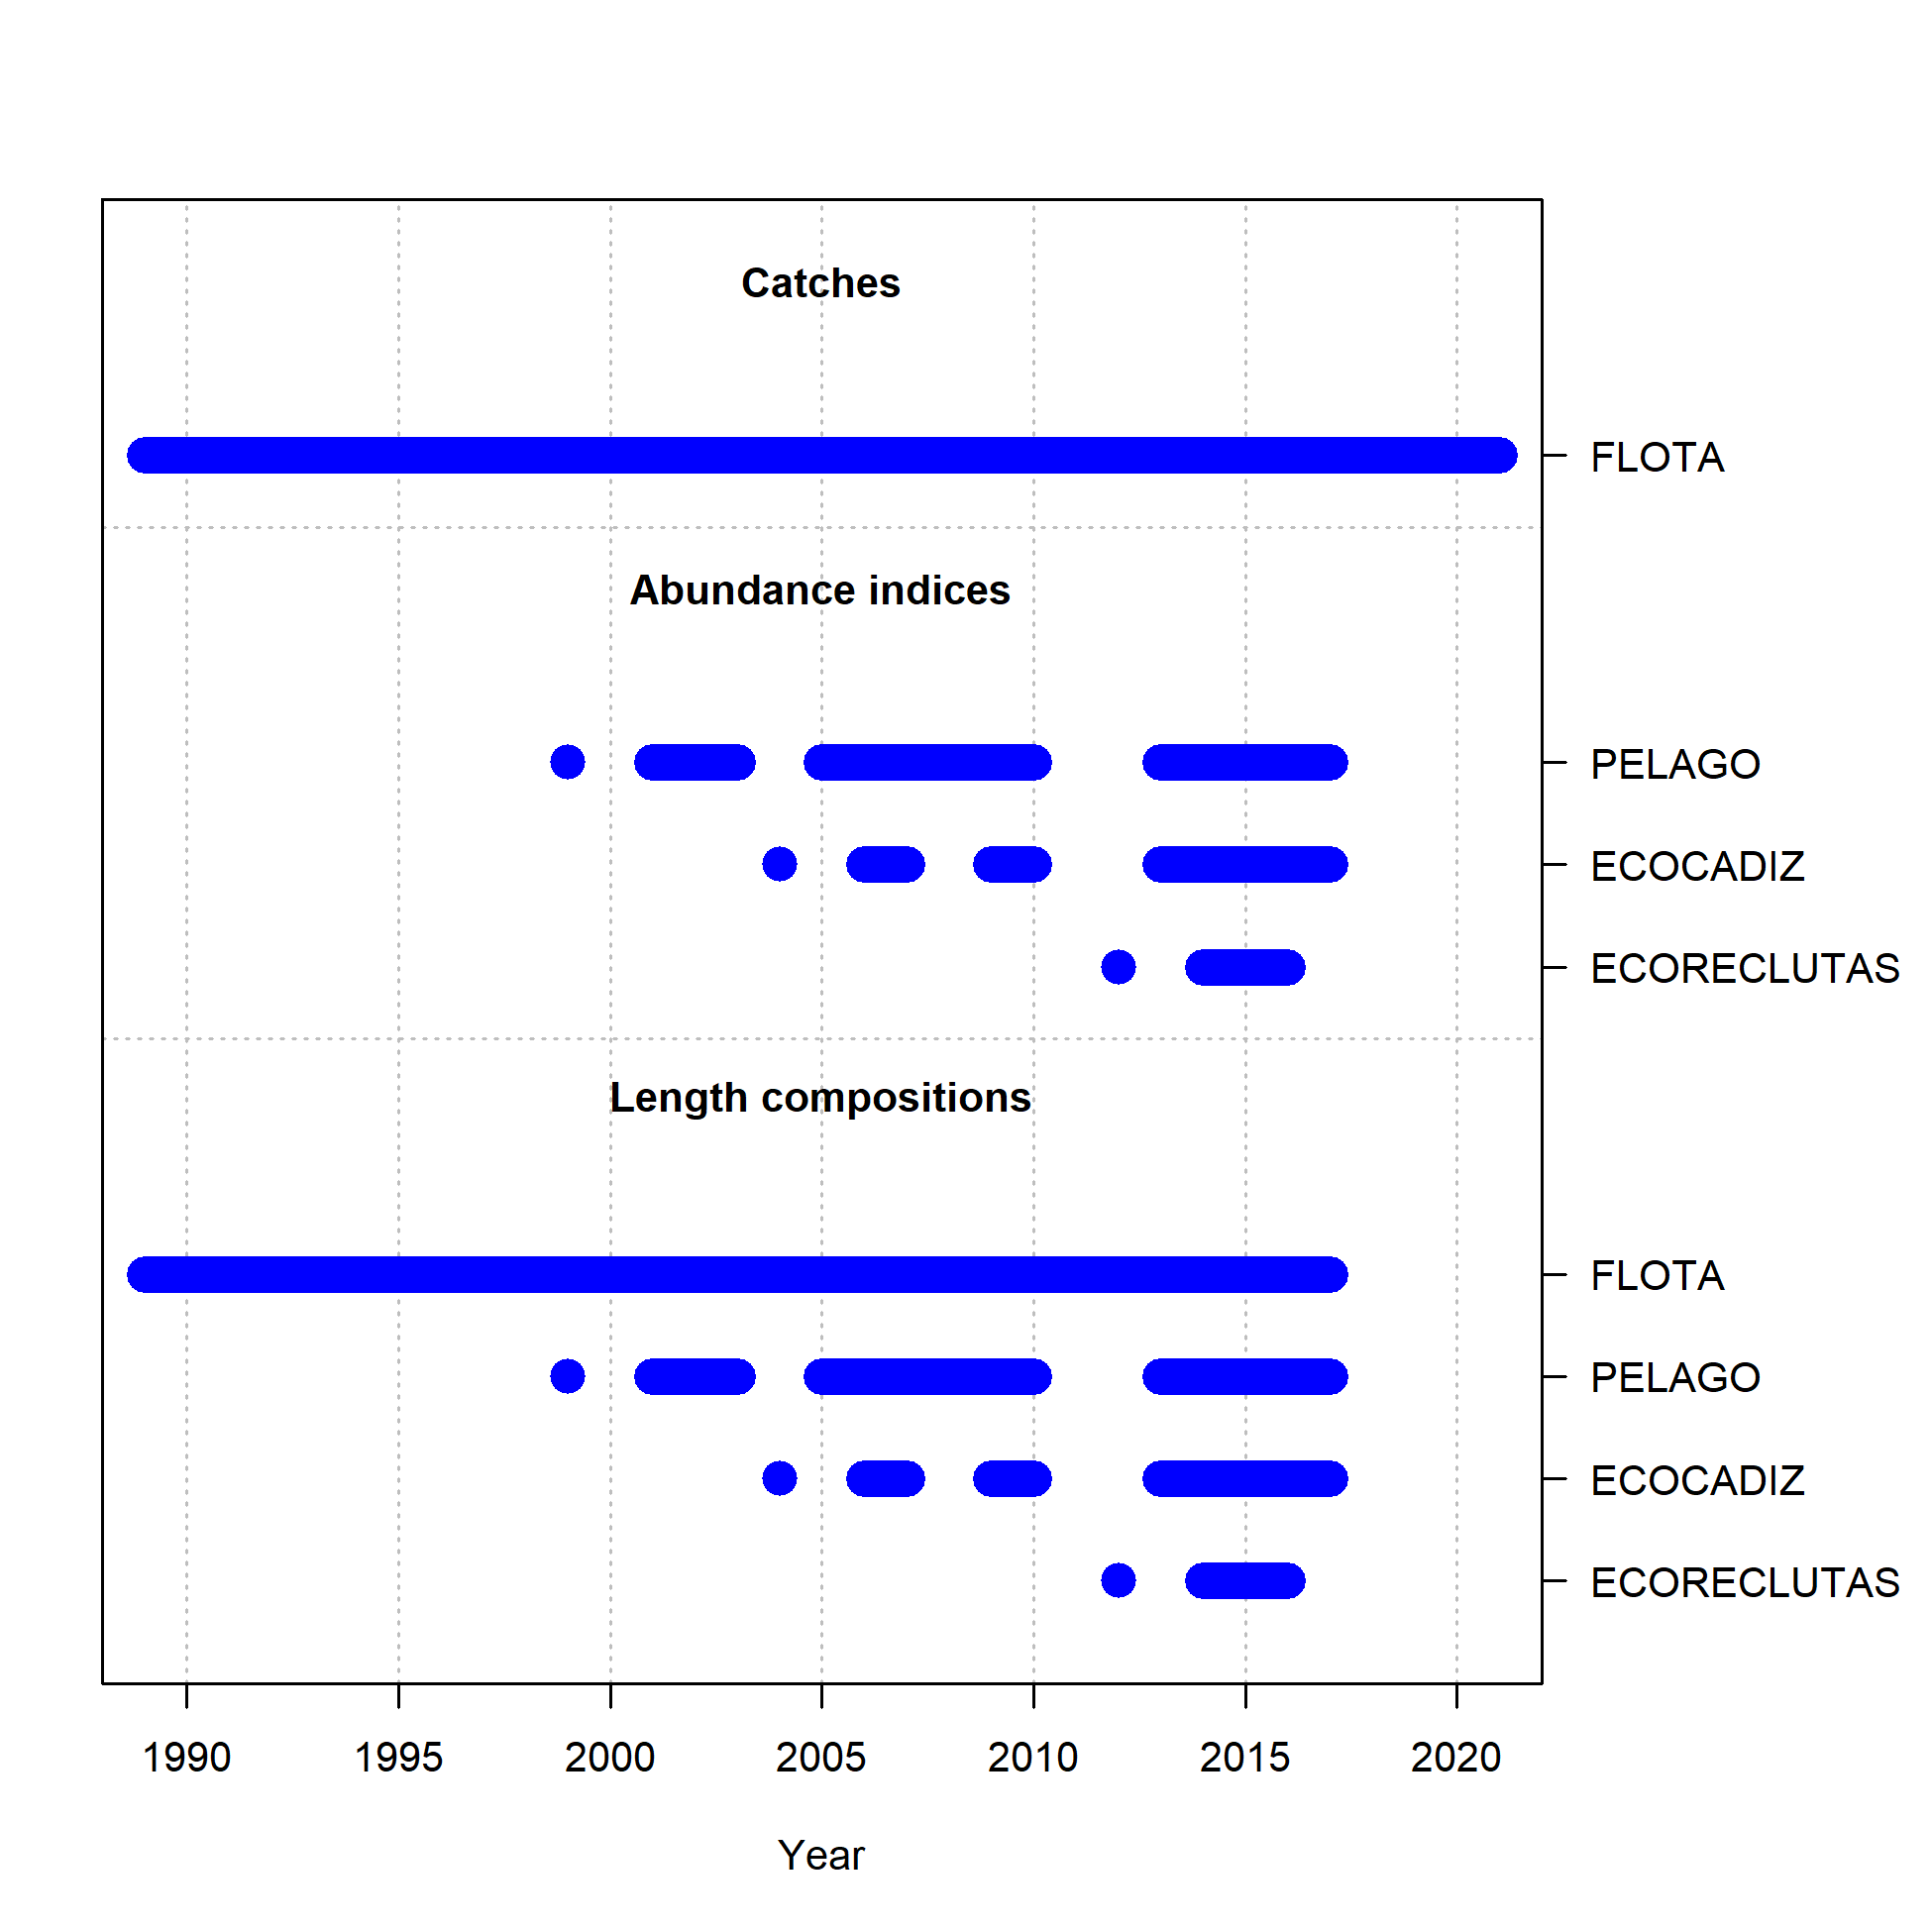 Catches
FLOTA
Abundance indices
PELAGO
ECOCADIZ
ECORECLUTAS
Length compositions
FLOTA
PELAGO
ECOCADIZ
ECORECLUTAS
1990 1995 2000 2005 2010 2015 2020
Year